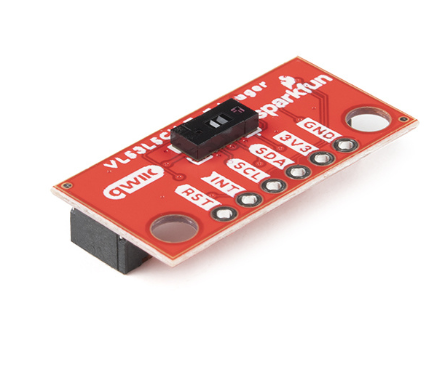 sparkfun
qwiic
GND
3V3
SDA
SCL
INT
RST